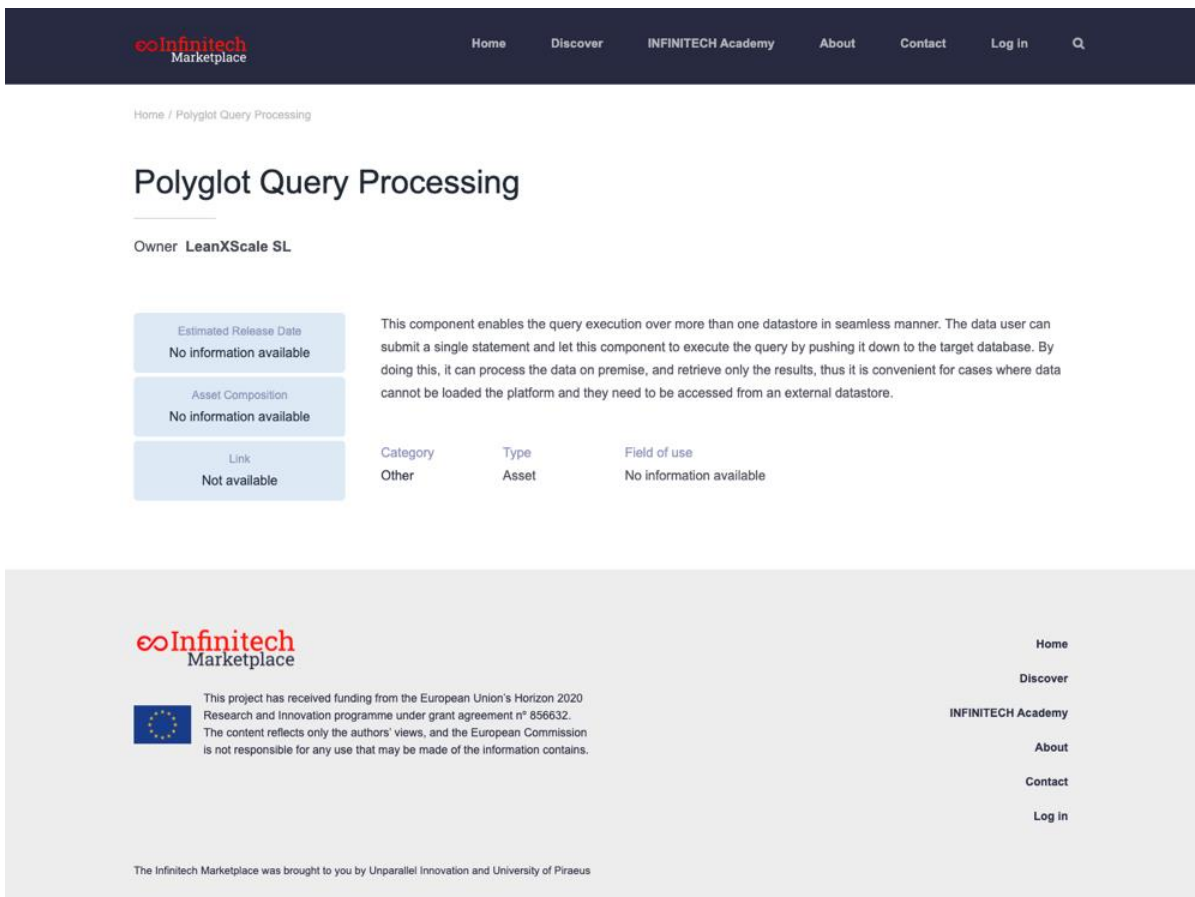 Infinitech
Marketplace
Home Discover INFINITECH Academy About Contact Log in
Home / Polyglot Query Processing
Polyglot Query Processing
Owner LeanXScale SL
Estimated Release Date
No information available
Asset Composition
No information available
Link
Not available
This component enables the query execution over more than one datastore in seamless manner. The data user can
submit a single statement and let this component to execute the query by pushing it down to the target database. By
doing this, it can process the data on premise, and retrieve only the results, thus it is convenient for cases where data
cannot be loaded the platform and they need to be accessed from an external datastore.
Category Type Field of use
Other Asset No information available
Infinitech
Marketplace
This project has received funding from the European Union's Horizon 2020
Research and Innovation programme under grant agreement nº 856632.
The content reflects only the authors' views, and the European Commission
is not responsible for any use that may be made of the information contains.
Home
Discover
INFINITECH Academy
About
Contact
Log in
The Infinitech Marketplace was brought to you by Unparallel Innovation and University of Piraeus